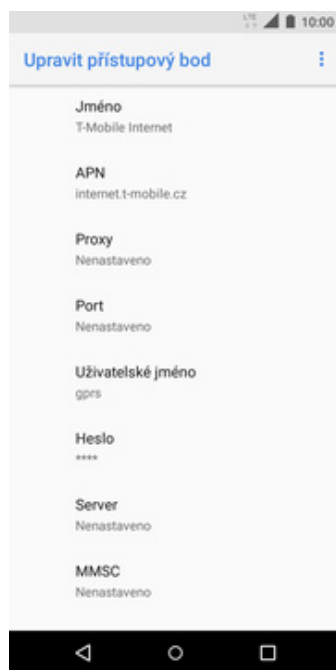 LTE 10:00
Upravit přístupový bod
Jméno
T-Mobile Internet
APN
internet.t-mobile.cz
Proxy
Nenastaveno
Port
Nenastaveno
Uživatelské jméno
gprs
Heslo
****
Server
Nenastaveno
MMSC
Nenastaveno